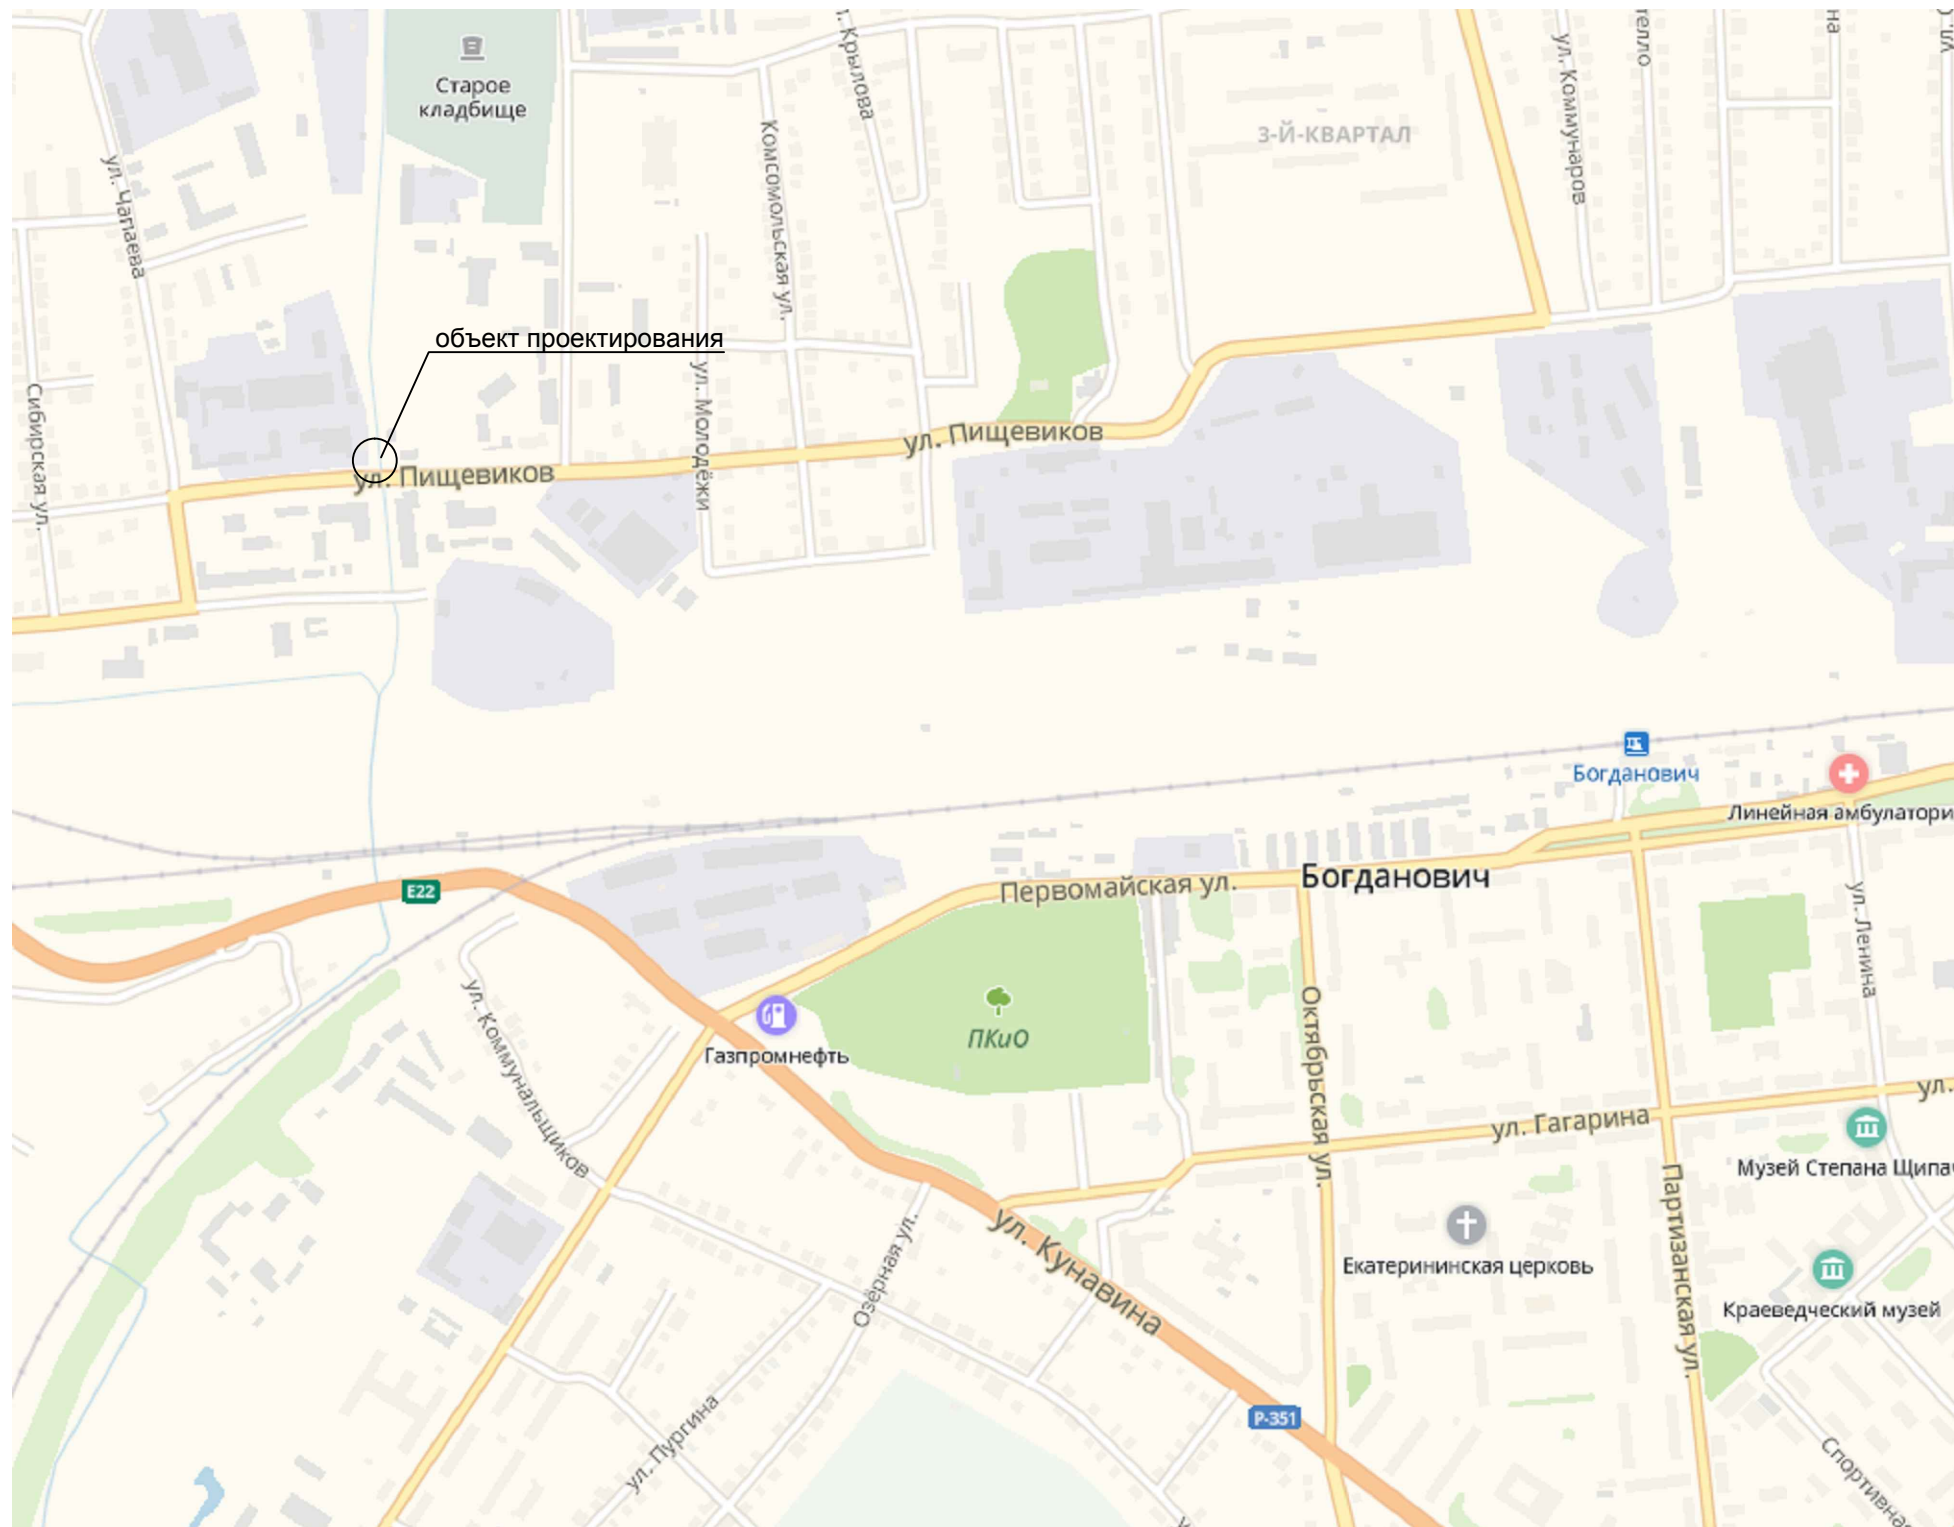 Старое
кладбище
ул. Крылова
ул. Коммунаров
3-Й-КВАРТАЛ
Комсомольская ул.
ул. Чапаева
объект проектирования
ул. Молодёжи
Сибирская ул.
ул. Пищевиков
ул. Пищевиков
Богданович
Линейная амбулатори
E22
Первомайская ул.
Богданович
ул. Ленина
ул. Коммунальщиков
Газпромнефть
ПКиО
Октябрьская ул.
ул. Гагарина
ул.
Музей Степана Щипа
Партизанская ул.
ул. Кунавина
Озёрная ул.
Екатерининская церковь
Краеведческий музей
P-351
ул. Пургина
Спортивна